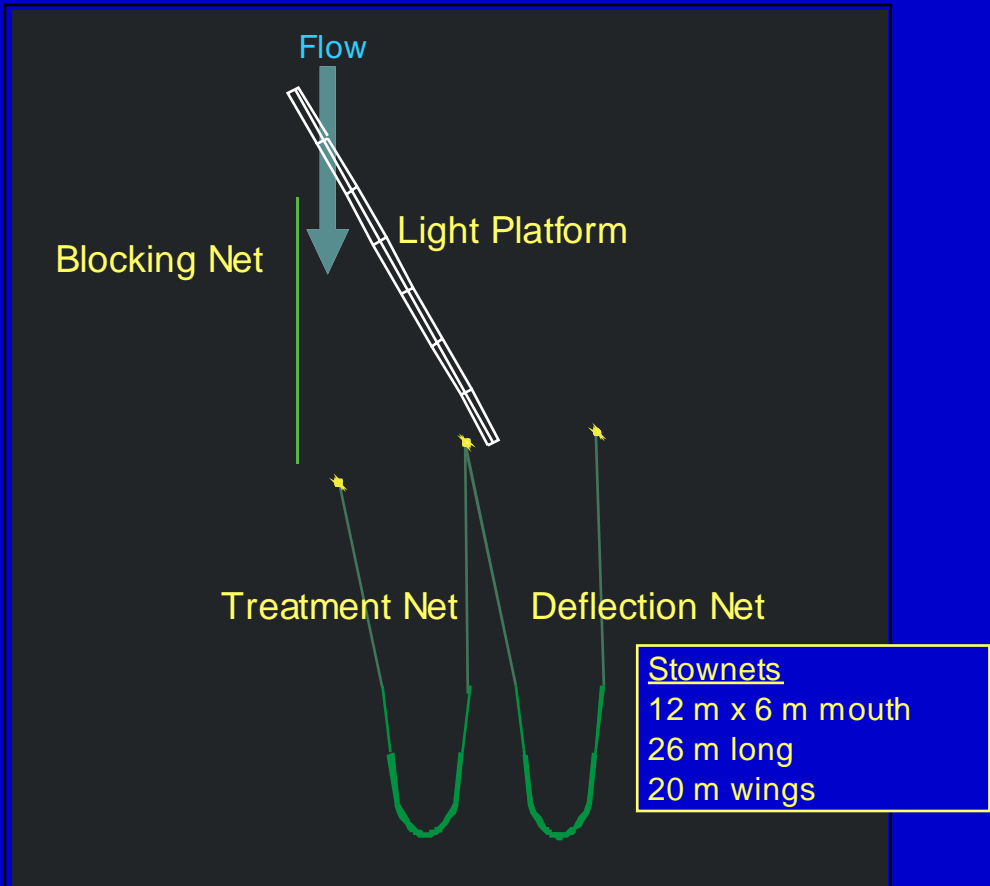 Flow
Light Platform
Blocking Net
Treatment Net
Deflection Net
Stownets
12 m x 6 m mouth
26 m long
20 m wings